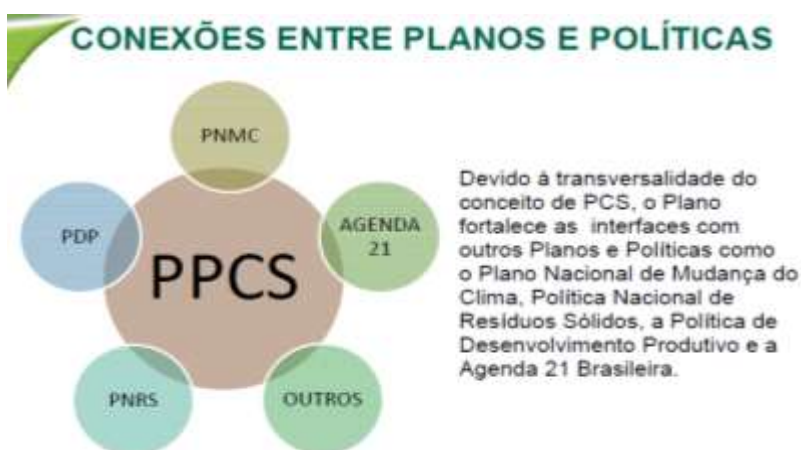 CONEXÕES ENTRE PLANOS E POLÍTICAS
PNMC
PDP
AGENDA
21
PPCS
PNRS
OUTROS
Devido à transversalidade do
conceito de PCS, o Plano
fortalece as interfaces com
outros Planos e Políticas como
o Plano Nacional de Mudança do
Clima, Política Nacional de
Resíduos Sólidos, a Política de
Desenvolvimento Produtivo e a
Agenda 21 Brasileira.